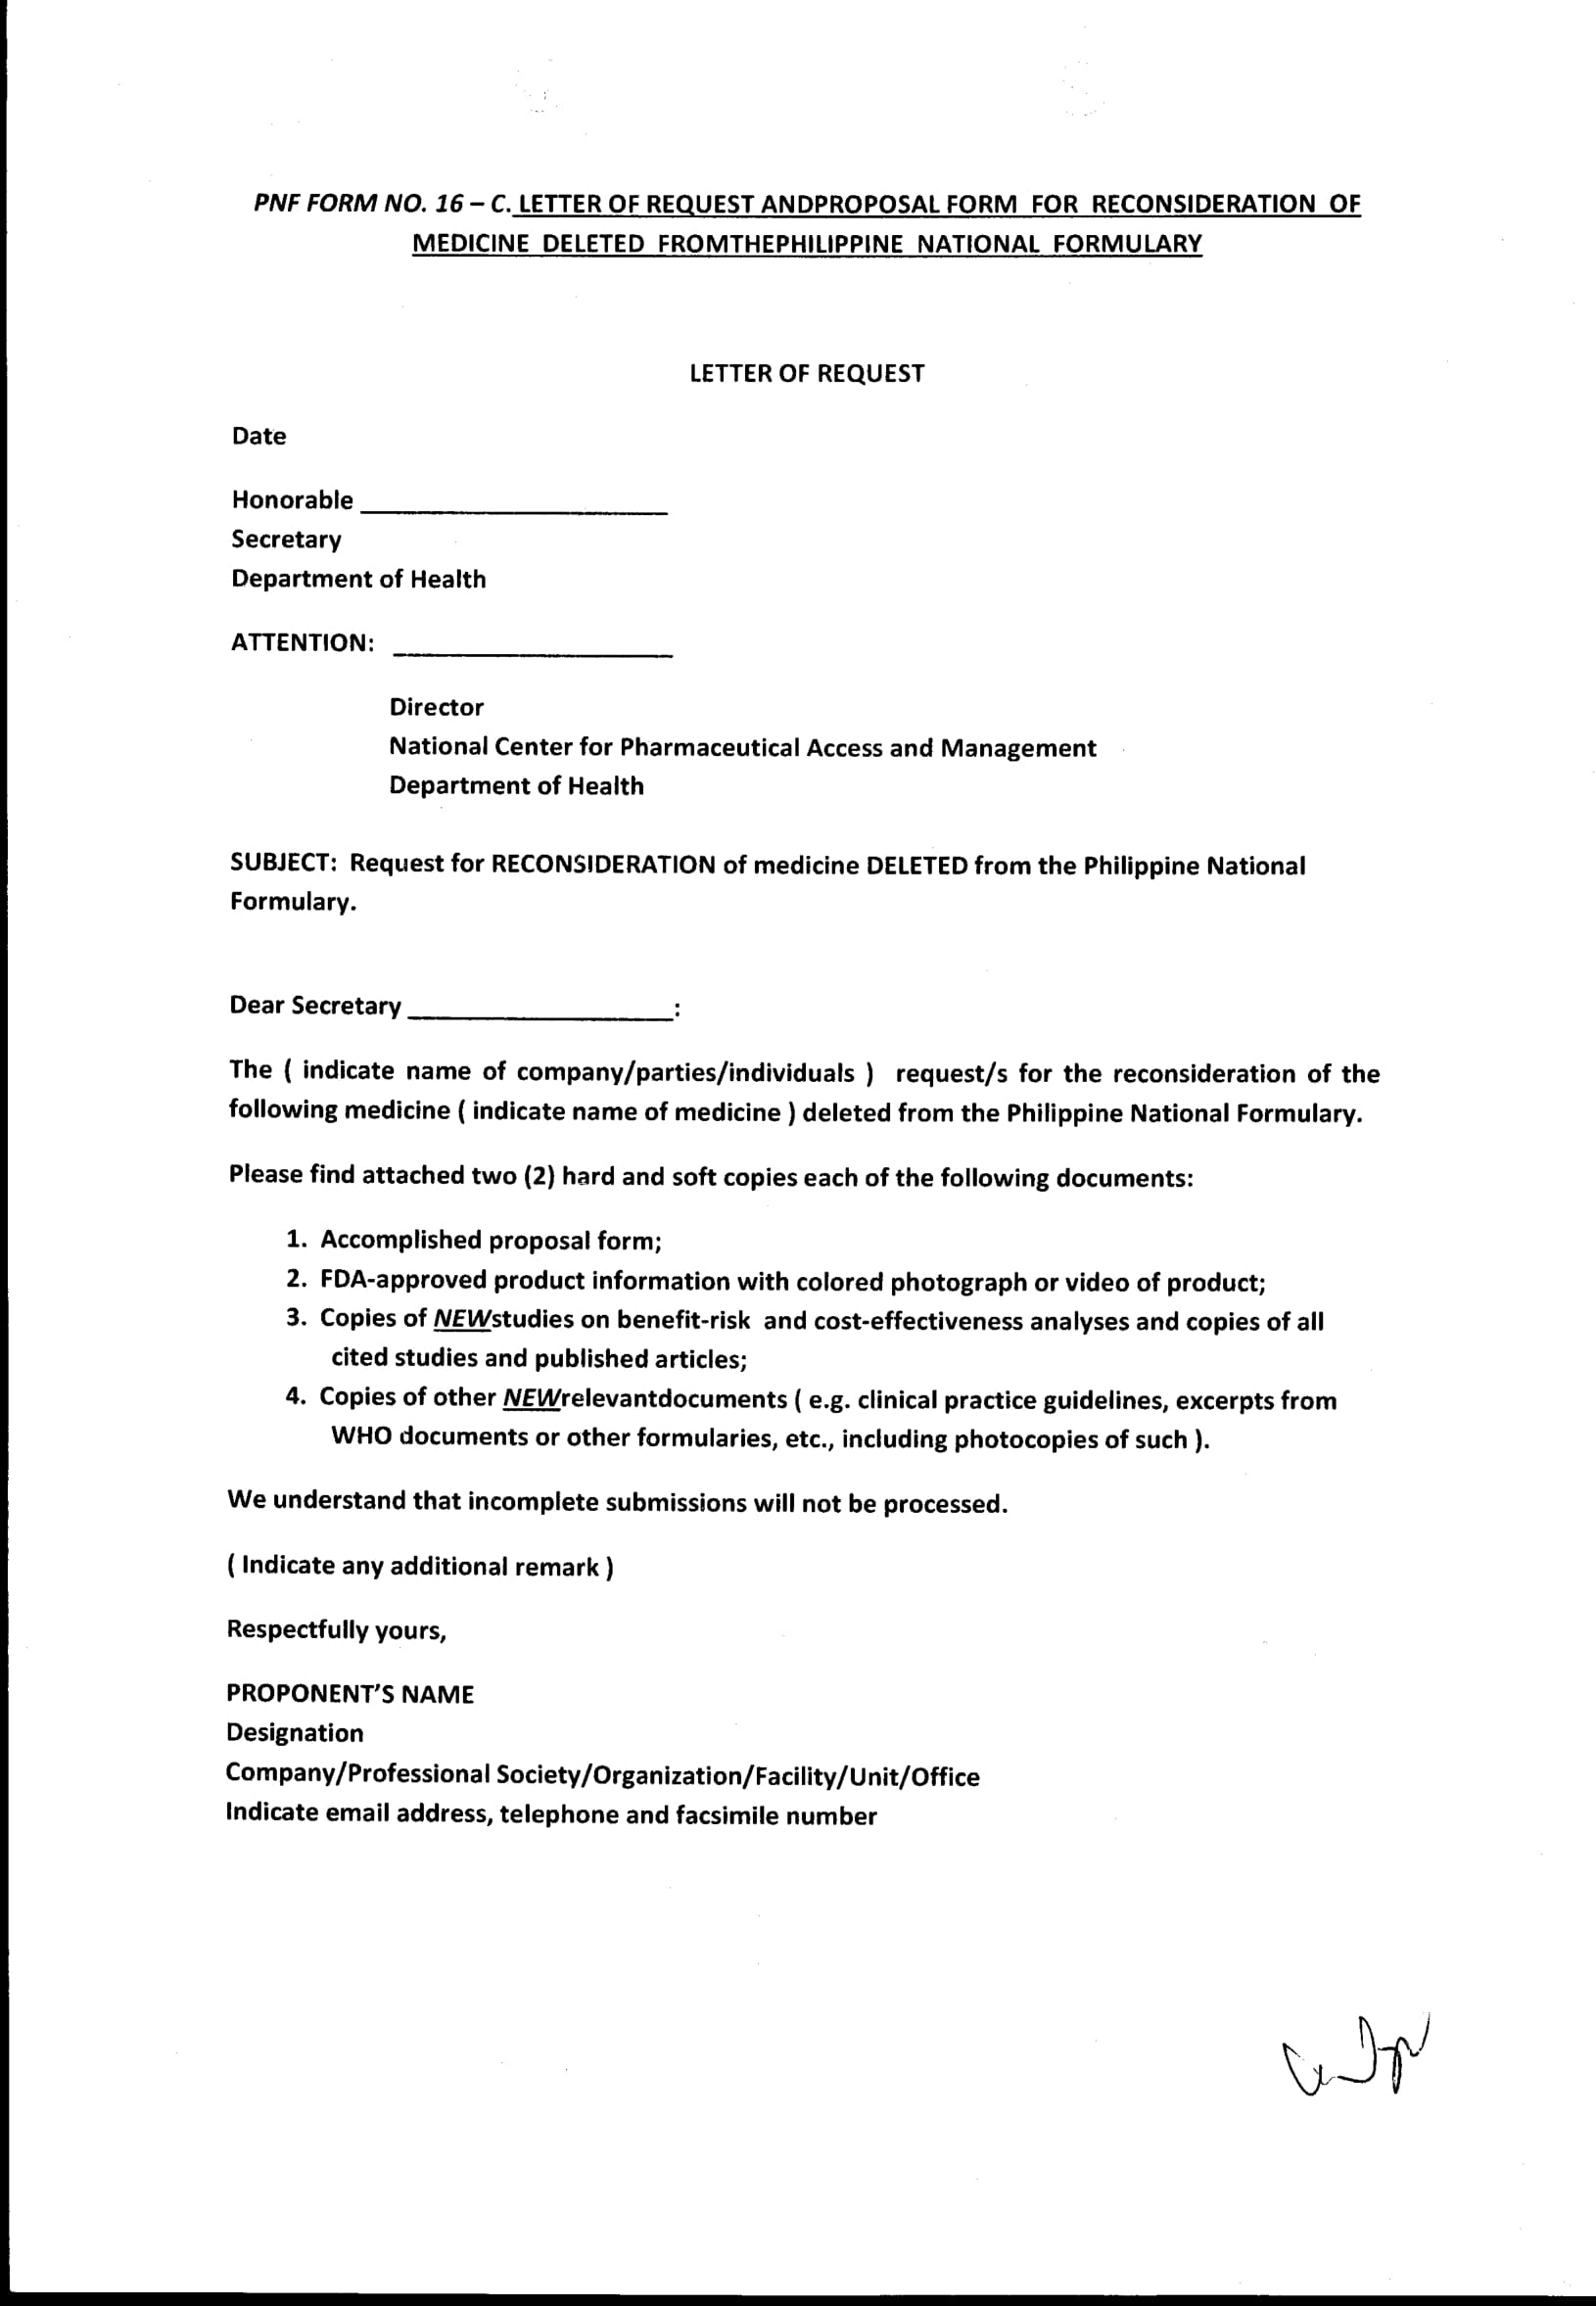 PNF FORM NO. 16 – C. LETTER OF REQUEST ANDPROPOSAL FORM FOR RECONSIDERATION OF
MEDICINE DELETED FROMTHEPHILIPPINE NATIONAL FORMULARY
LETTER OF REQUEST
Date
Honorable ____________________
Secretary
Department of Health
ATTENTION: ____________________
Director
National Center for Pharmaceutical Access and Management
Department of Health
SUBJECT: Request for RECONSIDERATION of medicine DELETED from the Philippine National
Formulary.
Dear Secretary ____________________:
The ( indicate name of company/parties/individuals ) request/s for the reconsideration of the
following medicine ( indicate name of medicine ) deleted from the Philippine National Formulary.
Please find attached two (2) hard and soft copies each of the following documents:
1. Accomplished proposal form;
2. FDA-approved product information with colored photograph or video of product;
3. Copies of NEWstudies on benefit-risk and cost-effectiveness analyses and copies of all
cited studies and published articles;
4. Copies of other NEWrelevantdocuments ( e.g. clinical practice guidelines, excerpts from
WHO documents or other formularies, etc., including photocopies of such ).
We understand that incomplete submissions will not be processed.
( Indicate any additional remark )
Respectfully yours,
PROPONENT'S NAME
Designation
Company/Professional Society/Organization/Facility/Unit/Office
Indicate email address, telephone and facsimile number